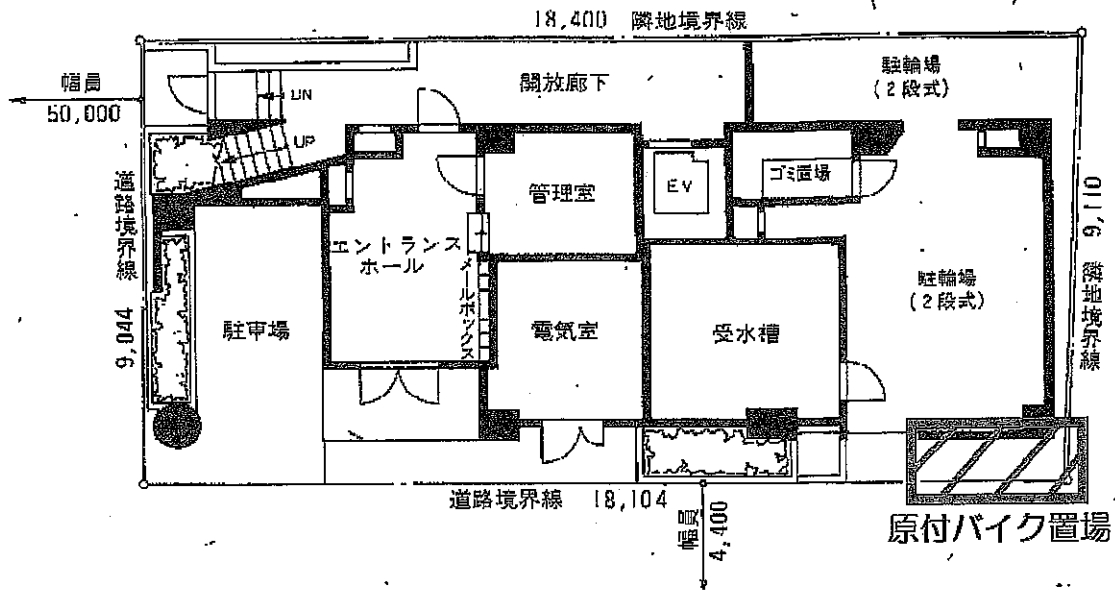 18,400 隣地境界線
幅員
50,000
DN
UP
開放廊下
駐輪場
(2段式)
管理室
EV
ゴミ置場
道路境界線
9,044
エントランス
ホール
メールボックス
駐車場
電気室
受水槽
駐輪場
(2段式)
9,110 隣地境界線
道路境界線 18,104
幅員
4,400
原付バイク置場